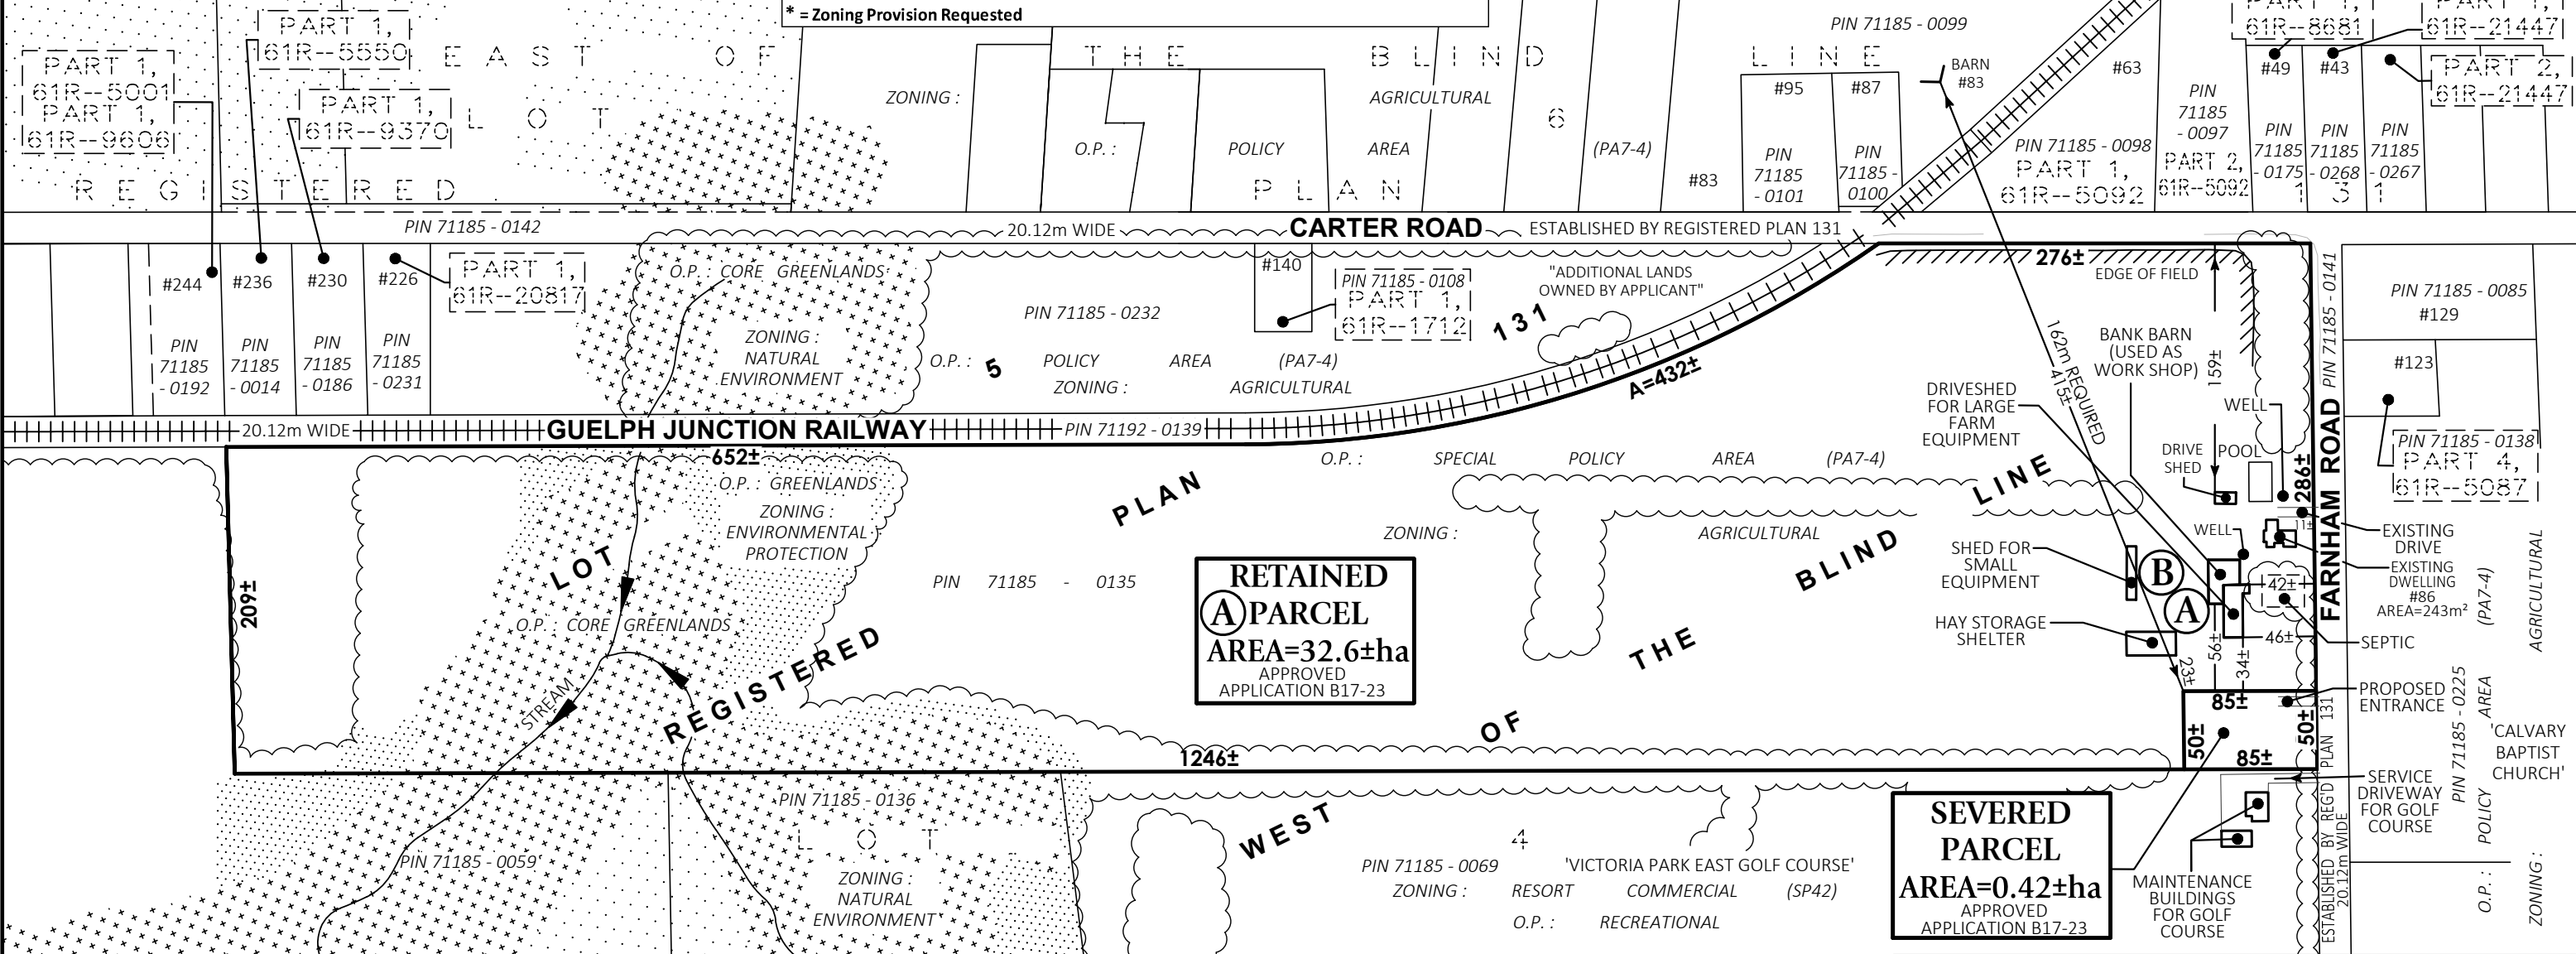 * = Zoning Provision Requested
PART 1,
61R--5001
PART 1,
61R--9606
PART 1,
61R--5550
PART 1,
61R--9370
EAST OF THE BLIND LINE
LOT 6
REGISTERED PLAN 131
ZONING : AGRICULTURAL
O.P. : POLICY AREA (PA7-4)
PIN 71185 - 0099
#83
#95
PIN
71185
- 0101
#87
PIN
71185 -
0100
BARN
#83
#63
PIN 71185 - 0098
PART 1,
61R--5092
PIN
71185
- 0097
PART 2,
61R--5092
61R--8681
61R--21447
PART 2,
61R--21447
#49
#43
PIN
71185
- 0175
PIN
71185
- 0268
PIN
71185
- 0267
PIN 71185 - 0142
20.12m WIDE
CARTER ROAD
ESTABLISHED BY REGISTERED PLAN 131
#244
#236
#230
#226
PART 1,
61R--20817
PIN
71185
- 0192
PIN
71185
- 0014
PIN
71185
- 0186
PIN
71185
- 0231
O.P. : CORE GREENLANDS
ZONING :
NATURAL
ENVIRONMENT
PIN 71185 - 0232
O.P. : POLICY AREA (PA7-4)
ZONING : AGRICULTURAL
5
131
#140
PIN 71185 - 0108
PART 1,
61R--1712
"ADDITIONAL LANDS
OWNED BY APPLICANT"
A=432±
276±
EDGE OF FIELD
159±
162m REQUIRED
415±
BANK BARN
(USED AS
WORK SHOP)
DRIVESHED
FOR LARGE
FARM
EQUIPMENT
WELL
DRIVE
SHED
POOL
286±
FARNHAM ROAD
PIN 71185 - 0141
PIN 71185 - 0085
#129
#123
PIN 71185 - 0138
PART 4,
61R--5087
20.12m WIDE
GUELPH JUNCTION RAILWAY
PIN 71192 - 0139
652±
O.P. : GREENLANDS
ZONING :
ENVIRONMENTAL
PROTECTION
O.P. : SPECIAL POLICY AREA (PA7-4)
ZONING : AGRICULTURAL
209±
LOT
REGISTERED
PLAN
O.P. : CORE GREENLANDS
STREAM
PIN 71185 - 0135
RETAINED
A PARCEL
AREA=32.6±ha
APPROVED
APPLICATION B17-23
WEST
OF
THE
BLIND
LINE
SHED FOR
SMALL
EQUIPMENT
HAY STORAGE
SHELTER
B
A
WELL
11±
42±
46±
56±
34±
23±
EXISTING
DRIVE
EXISTING
DWELLING
#86
AREA=243m²
SEPTIC
PROPOSED
ENTRANCE
85±
50±
50±
85±
1246±
SERVICE
DRIVEWAY
FOR GOLF
COURSE
AGRICULTURAL
(PA7-4)
AREA
POLICY
O.P. :
ZONING :
PIN 71185 - 0225
'CALVARY
BAPTIST
CHURCH'
ESTABLISHED BY REG'D PLAN 131
20.12m WIDE
PIN 71185 - 0059
PIN 71185 - 0136
LOT 4
ZONING :
NATURAL
ENVIRONMENT
PIN 71185 - 0069 'VICTORIA PARK EAST GOLF COURSE'
ZONING : RESORT COMMERCIAL (SP42)
O.P. : RECREATIONAL
SEVERED
PARCEL
AREA=0.42±ha
APPROVED
APPLICATION B17-23
MAINTENANCE
BUILDINGS
FOR GOLF
COURSE